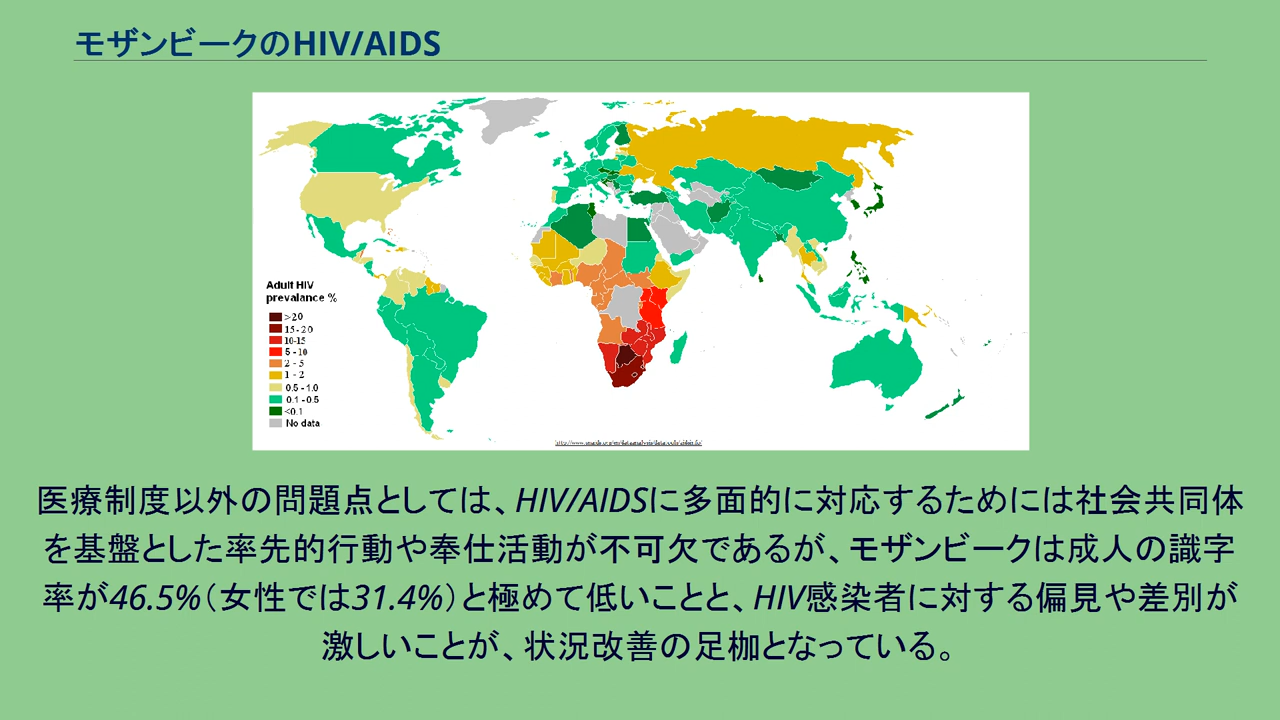 モザンビークのHIV/AIDS
Adult HIV
prevalance %
>20
15-20
10-15
5 - 10
2 - 5
1 - 2
0.5 - 1.0
0.1 - 0.5
<0.1
No data
医療制度以外の問題点としては、HIV/AIDSに多面的に対応するためには社会共同体
を基盤とした率先的行動や奉仕活動が不可欠であるが、モザンビークは成人の識字
率が46.5%（女性では31.4%）と極めて低いことと、HIV感染者に対する偏見や差別が
激しいことが、状況改善の足枷となっている。